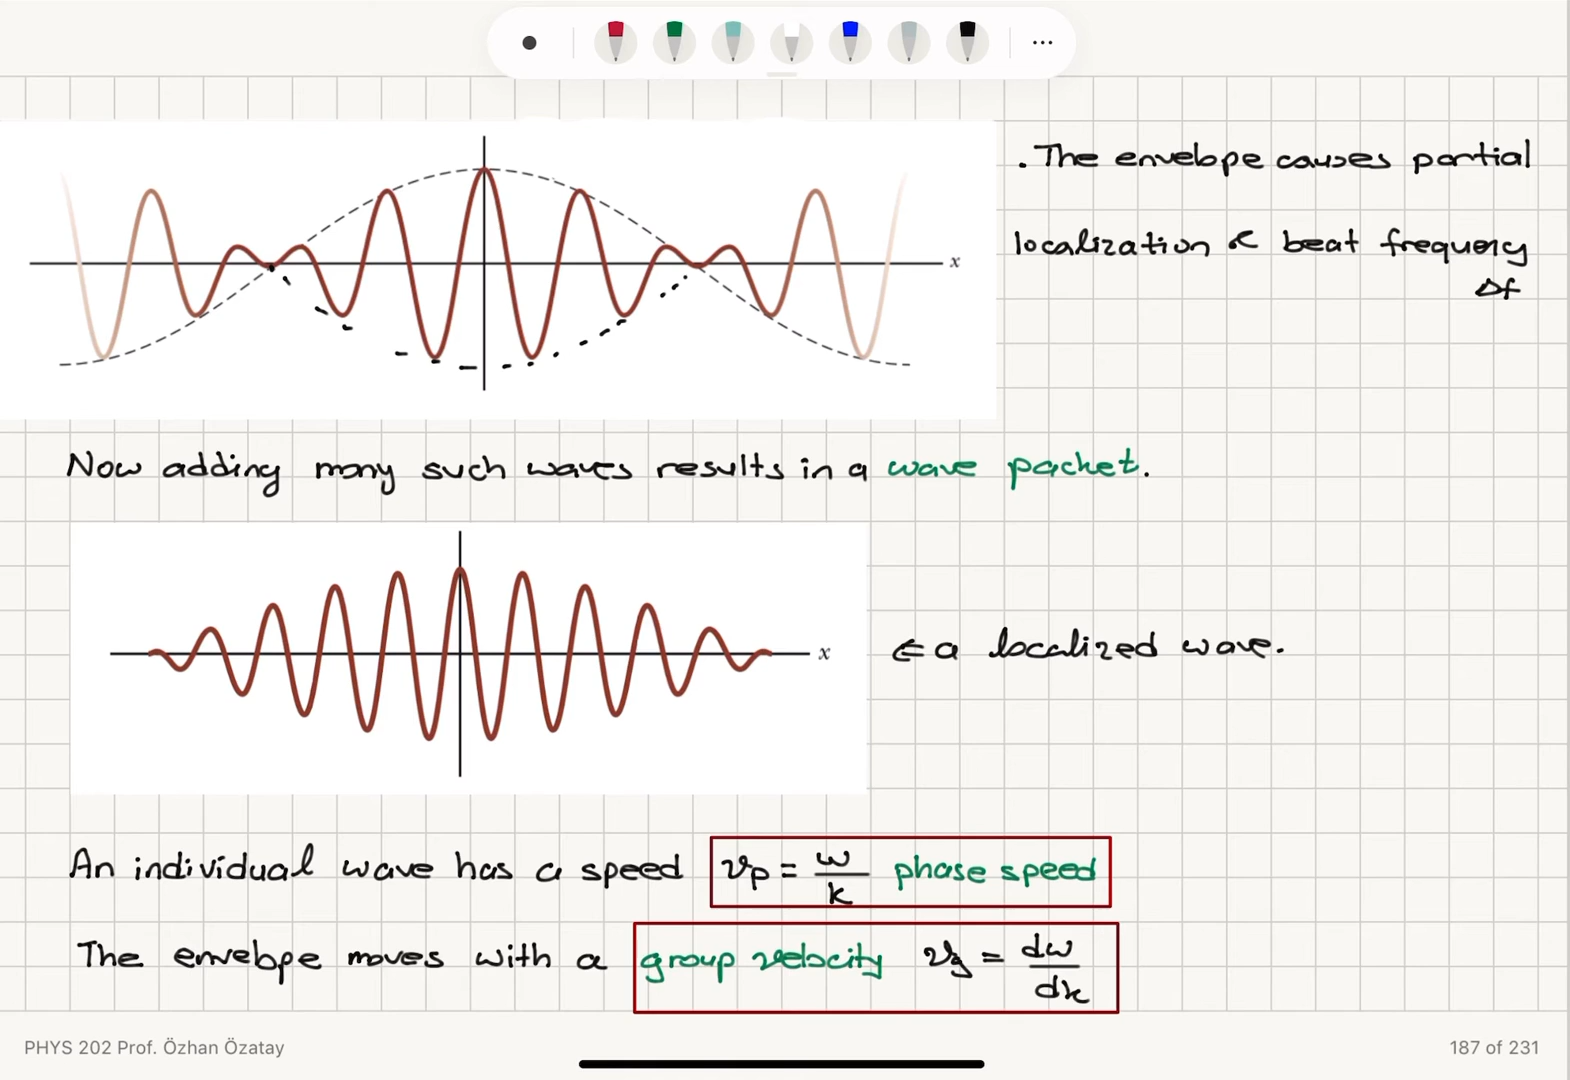 . The envelope causes partial
localization ∝ beat frequency
Δf
x
Now adding many such waves results in a wave packet.
x
⇐ a localized wave.
An individual wave has a speed v_p = ω/k phase speed
The envelope moves with a group velocity v_g = dω/dk
PHYS 202 Prof. Özhan Özatay
187 of 231